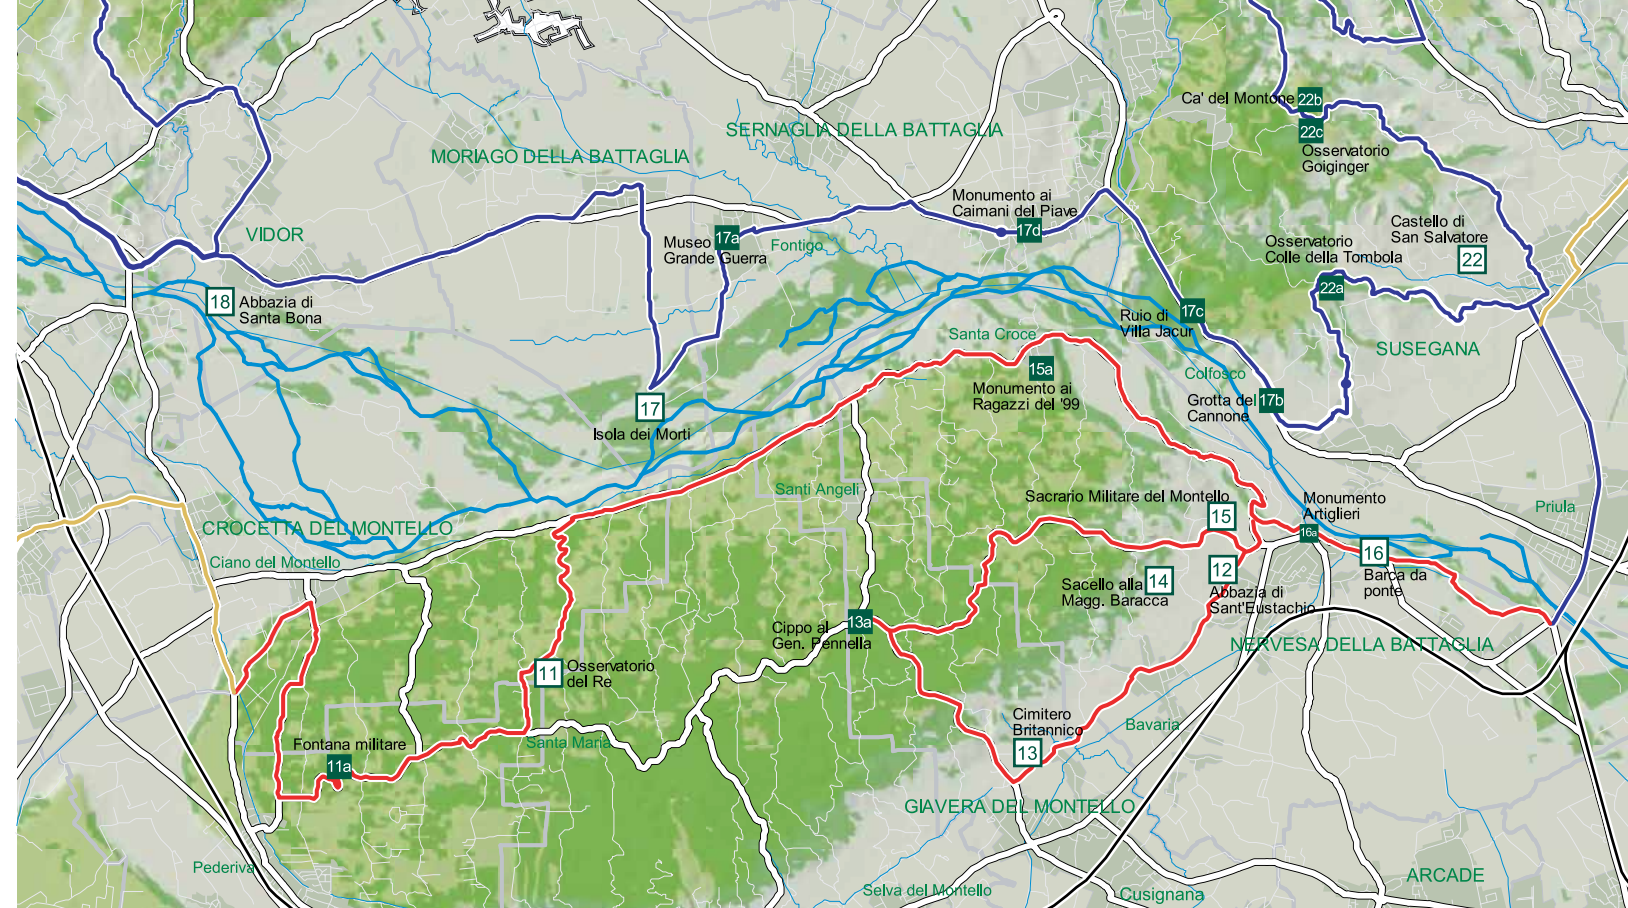 Ca' del Montone
22b
22c
Osservatorio
Goiginger
SERNAGLIA DELLA BATTAGLIA
MORIAGO DELLA BATTAGLIA
Monumento ai
Caimani del Piave
17d
Castello di
San Salvatore
22
VIDOR
Museo
Grande Guerra
17a
Fontigo
Osservatorio
Colle della Tombola
22a
18
Abbazia di
Santa Bona
Ruio di
Villa Jacur
17c
Santa Croce
SUSEGANA
15a
Monumento ai
Ragazzi del '99
Colfosco
Grotta del
Cannone
17b
17
Isola dei Morti
Santi Angeli
Sacrario Militare del Montello
15
Monumento
Artiglieri
16a
Priula
CROCETTA DEL MONTELLO
Ciano del Montello
16
Barca da
ponte
12
Abbazia di
Sant'Eustachio
Sacello alla
Magg. Baracca
14
Cippo al
Gen. Pennella
13a
NERVESA DELLA BATTAGLIA
11
Osservatorio
del Re
Cimitero
Britannico
13
Bavaria
Santa Maria
Fontana militare
11a
GIAVERA DEL MONTELLO
Pederiva
Selva del Montello
Cusignana
ARCADE